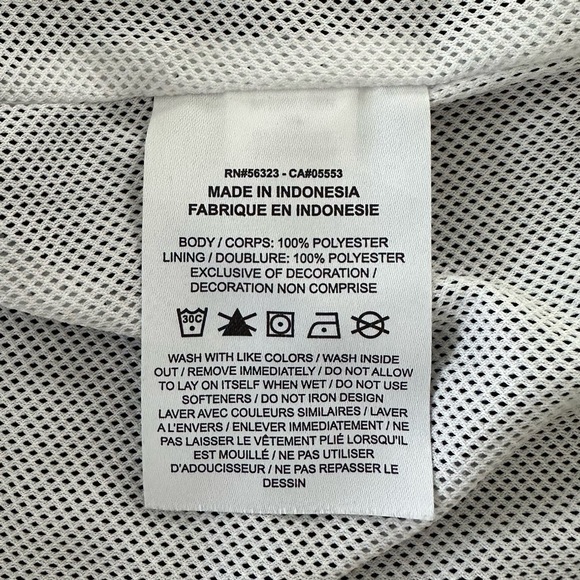 RN#56323 - CA#05553
MADE IN INDONESIA
FABRIQUE EN INDONESIE
BODY / CORPS: 100% POLYESTER
LINING / DOUBLURE: 100% POLYESTER
EXCLUSIVE OF DECORATION /
DECORATION NON COMPRISE
30C
WASH WITH LIKE COLORS / WASH INSIDE
OUT / REMOVE IMMEDIATELY / DO NOT ALLOW
TO LAY ON ITSELF WHEN WET / DO NOT USE
SOFTENERS / DO NOT IRON DESIGN
LAVER AVEC COULEURS SIMILAIRES / LAVER
A L'ENVERS / ENLEVER IMMEDIATEMENT / NE
PAS LAISSER LE VÊTEMENT PLIÉ LORSQU'IL
EST MOUILLÉ / NE PAS UTILISER
D'ADOUCISSEUR / NE PAS REPASSER LE
DESSIN